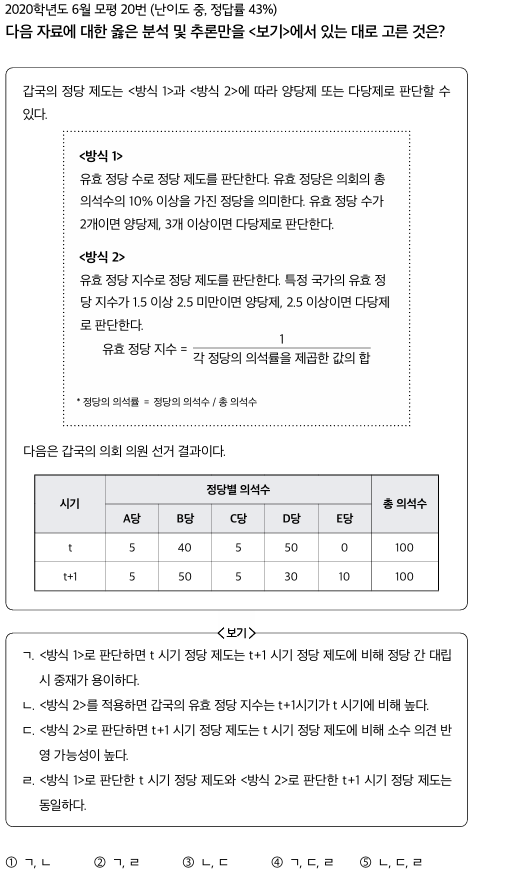 2020학년도 6월 모평 20번 (난이도 중, 정답률 43%)
다음 자료에 대한 옳은 분석 및 추론만을 <보기>에서 있는 대로 고른 것은?
갑국의 정당 제도는 <방식 1>과 <방식 2>에 따라 양당제 또는 다당제로 판단할 수
있다.
<방식 1>
유효 정당 수로 정당 제도를 판단한다. 유효 정당은 의회의 총
의석수의 10% 이상을 가진 정당을 의미한다. 유효 정당 수가
2개이면 양당제, 3개 이상이면 다당제로 판단한다.
<방식 2>
유효 정당 지수로 정당 제도를 판단한다. 특정 국가의 유효 정
당 지수가 1.5 이상 2.5 미만이면 양당제, 2.5 이상이면 다당제
로 판단한다.
유효 정당 지수 = 1 / 각 정당의 의석률을 제곱한 값의 합
* 정당의 의석률 = 정당의 의석수 / 총 의석수
다음은 갑국의 의회 의원 선거 결과이다.
시기 정당별 의석수 총 의석수
A당 B당 C당 D당 E당
t 5 40 5 50 0 100
t+1 5 50 5 30 10 100
<보기>
ㄱ. <방식 1>로 판단하면 t 시기 정당 제도는 t+1 시기 정당 제도에 비해 정당 간 대립
시 중재가 용이하다.
ㄴ. <방식 2>를 적용하면 갑국의 유효 정당 지수는 t+1시기가 t 시기에 비해 높다.
ㄷ. <방식 2>로 판단하면 t+1 시기 정당 제도는 t 시기 정당 제도에 비해 소수 의견 반
영 가능성이 높다.
ㄹ. <방식 1>로 판단한 t 시기 정당 제도와 <방식 2>로 판단한 t+1 시기 정당 제도는
동일하다.
① ㄱ, ㄴ ② ㄱ, ㄹ ③ ㄴ, ㄷ ④ ㄱ, ㄷ, ㄹ ⑤ ㄴ, ㄷ, ㄹ